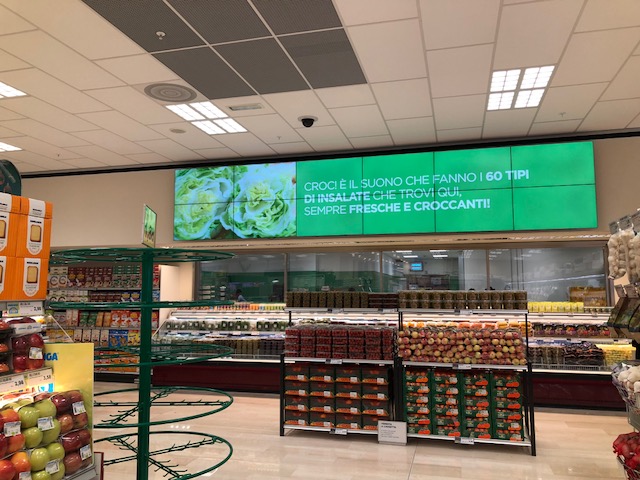 CROCI È IL SUONO CHE FANNO I 60 TIPI
DI INSALATE CHE TROVI QUI,
SEMPRE FRESCHE E CROCCANTI!